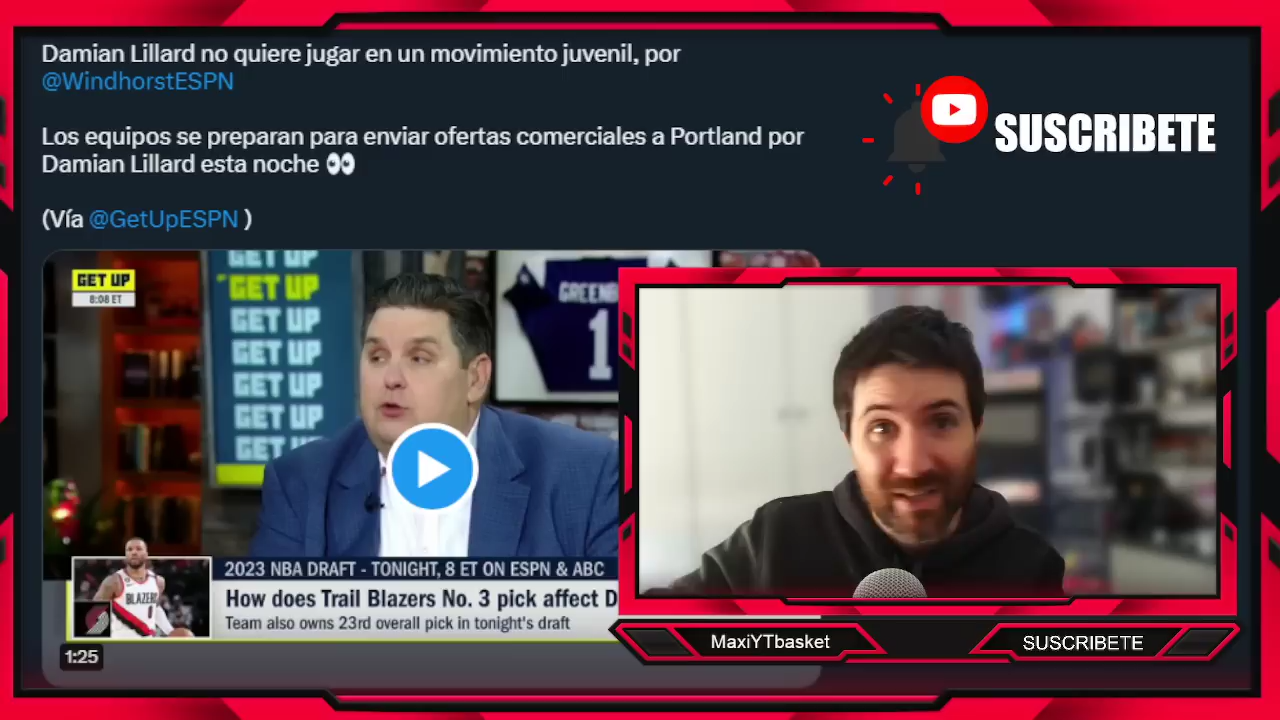 Damian Lillard no quiere jugar en un movimiento juvenil, por
@WindhorstESPN
Los equipos se preparan para enviar ofertas comerciales a Portland por
Damian Lillard esta noche 👀
(Vía @GetUpESPN )
SUSCRIBETE
GET UP
8:08 ET
GET UP
GET UP
GET UP
GET UP
GET UP
GET UP
GET UP
GREENB
1
BLAZERS
2023 NBA DRAFT - TONIGHT, 8 ET ON ESPN & ABC
How does Trail Blazers No. 3 pick affect D
Team also owns 23rd overall pick in tonight's draft
1:25
MaxiYTbasket
SUSCRIBETE